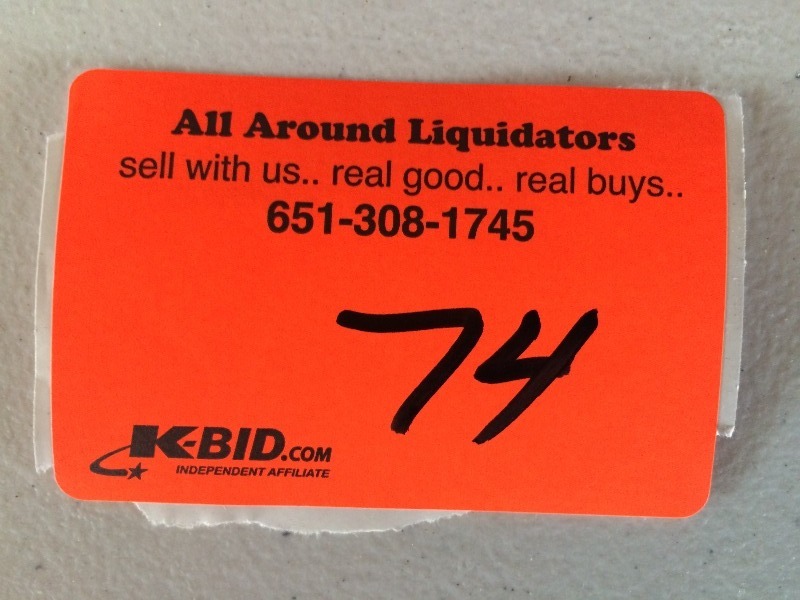 All Around Liquidators
sell with us.. real good.. real buys..
651-308-1745
74
K-BID.COM
INDEPENDENT AFFILIATE